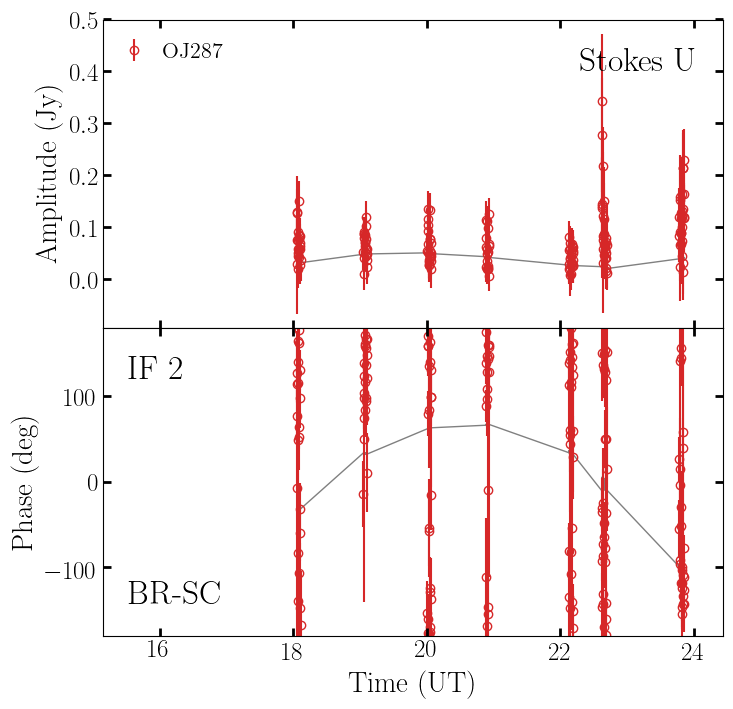 0.5
OJ287
Stokes U
0.4
0.3
0.2
0.1
0.0
Amplitude (Jy)
IF 2
100
0
−100
Phase (deg)
BR-SC
16 18 20 22 24
Time (UT)